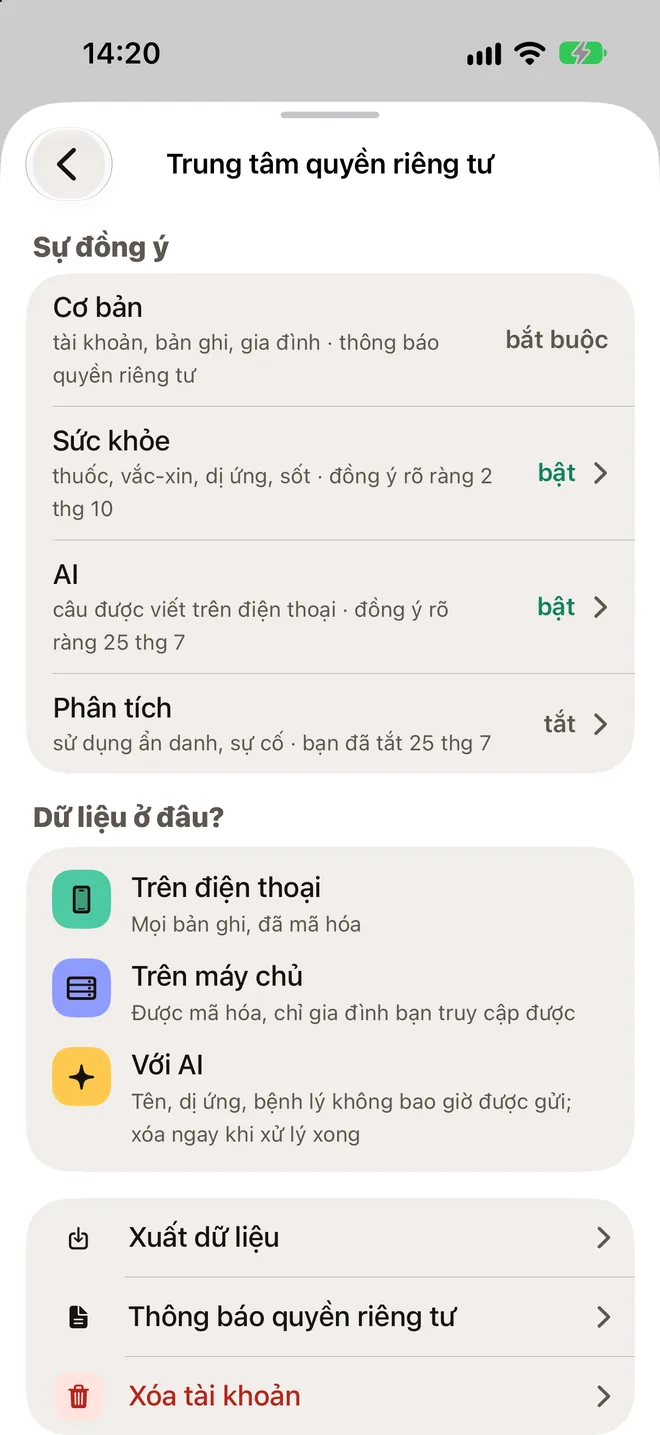 14:20
Trung tâm quyền riêng tư
Sự đồng ý
Cơ bản
tài khoản, bản ghi, gia đình · thông báo
quyền riêng tư
bắt buộc
Sức khỏe
thuốc, vắc-xin, dị ứng, sốt · đồng ý rõ ràng 2
thg 10
bật
AI
câu được viết trên điện thoại · đồng ý rõ
ràng 25 thg 7
bật
Phân tích
sử dụng ẩn danh, sự cố · bạn đã tắt 25 thg 7
tắt
Dữ liệu ở đâu?
Trên điện thoại
Mọi bản ghi, đã mã hóa
Trên máy chủ
Được mã hóa, chỉ gia đình bạn truy cập được
Với AI
Tên, dị ứng, bệnh lý không bao giờ được gửi;
xóa ngay khi xử lý xong
Xuất dữ liệu
Thông báo quyền riêng tư
Xóa tài khoản